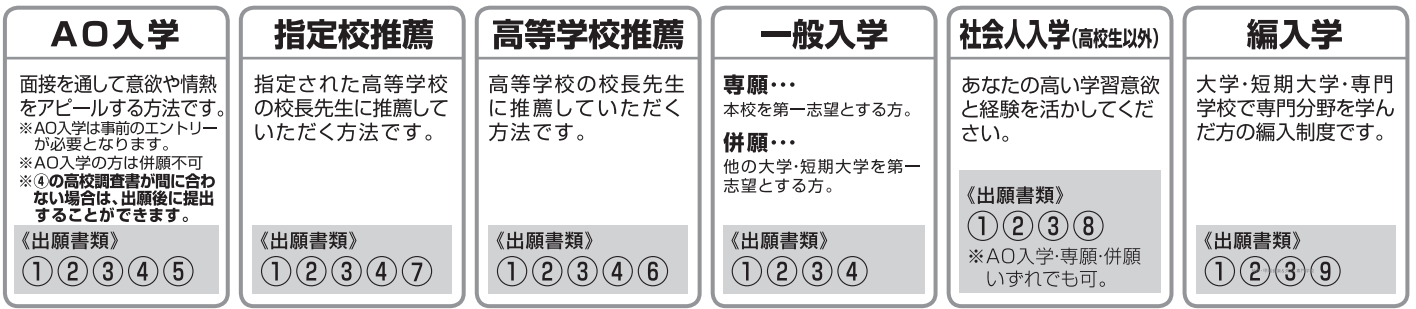 AO入学
面接を通して意欲や情熱
をアピールする方法です。
※AO入学は事前のエントリー
が必要となります。
※AO入学の方は併願不可
※④の高校調査書が間に合わ
ない場合は、出願後に提出
することができます。
《出願書類》
①②③④⑤
指定校推薦
指定された高等学校
の校長先生に推薦して
いただく方法です。
《出願書類》
①②③④⑦
高等学校推薦
高等学校の校長先生
に推薦していただく
方法です。
《出願書類》
①②③④⑥
一般入学
専願…
本校を第一志望とする方。
併願…
他の大学・短期大学を第一
志望とする方。
《出願書類》
①②③④
社会人入学(高校生以外)
あなたの高い学習意欲
と経験を活かしてくだ
さい。
《出願書類》
①②③⑧
※AO入学・専願・併願
いずれでも可。
編入学
大学・短期大学・専門
学校で専門分野を学ん
だ方の編入制度です。
《出願書類》
①②③⑨